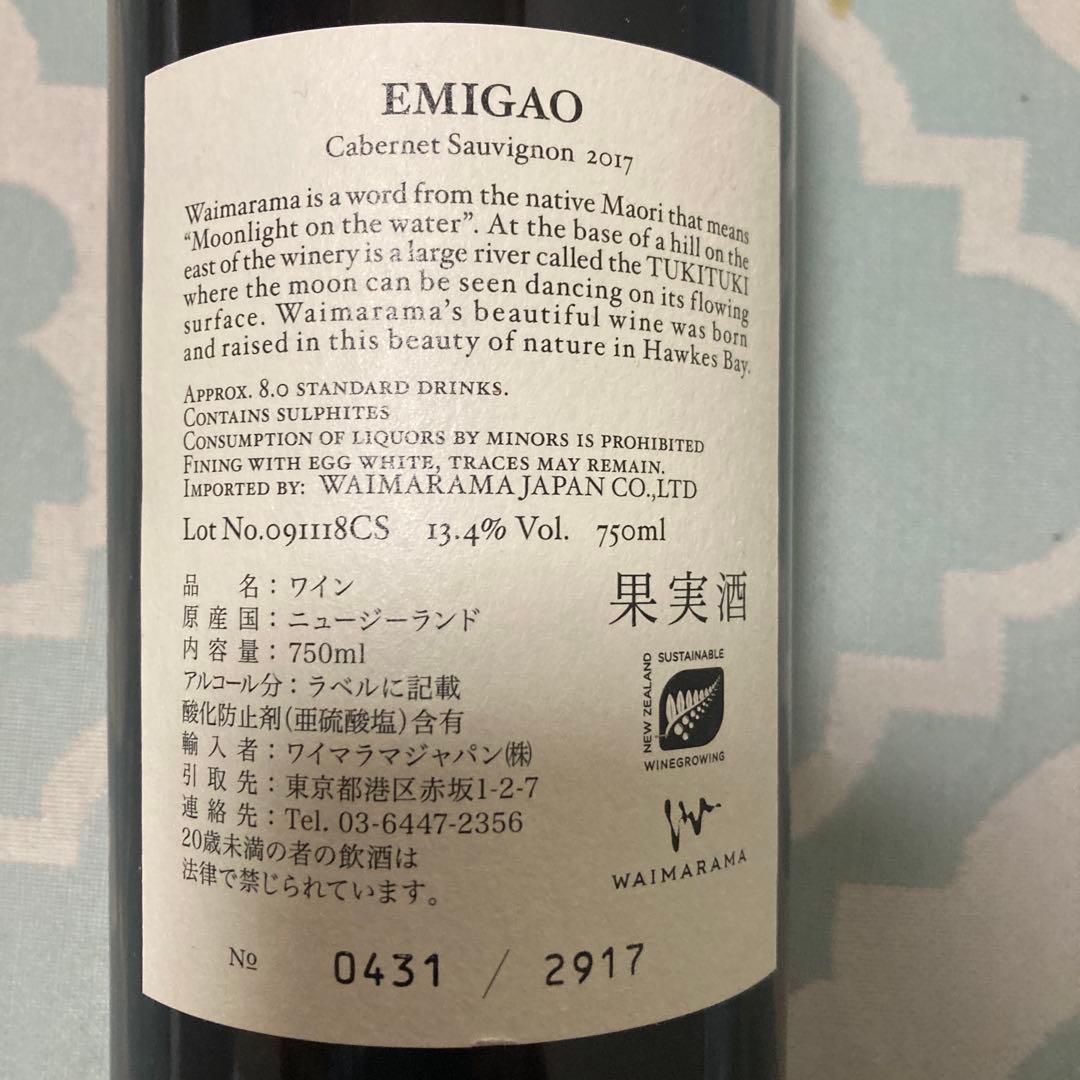 EMIGAO
Cabernet Sauvignon 2017
Waimarama is a word from the native Maori that means
“Moonlight on the water”. At the base of a hill on the
east of the winery is a large river called the TUKITUKI
where the moon can be seen dancing on its flowing
surface. Waimarama’s beautiful wine was born
and raised in this beauty of nature in Hawkes Bay.
APPROX. 8.0 STANDARD DRINKS.
CONTAINS SULPHITES
CONSUMPTION OF LIQUORS BY MINORS IS PROHIBITED
FINING WITH EGG WHITE, TRACES MAY REMAIN.
IMPORTED BY: WAIMARAMA JAPAN CO.,LTD
Lot No.091118CS 13.4% Vol. 750ml
品名：ワイン
原産国：ニュージーランド
内容量：750ml
アルコール分：ラベルに記載
酸化防止剤(亜硫酸塩)含有
輸入者：ワイマラマジャパン㈱
引取先：東京都港区赤坂1-2-7
連絡先：Tel. 03-6447-2356
20歳未満の者の飲酒は
法律で禁じられています。
果実酒
SUSTAINABLE
NEW ZEALAND
WINEGROWING
WAIMARAMA
№ 0431 / 2917